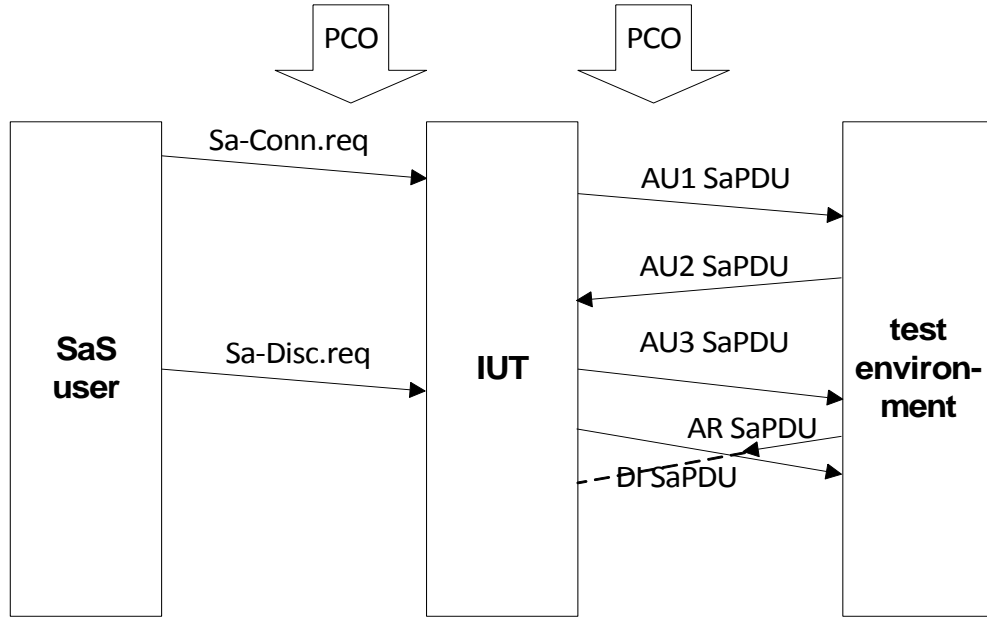 PCO
PCO
Sa-Conn.req
AU1 SaPDU
AU2 SaPDU
SaS
user
Sa-Disc.req
IUT
AU3 SaPDU
test
environ-
ment
AR SaPDU
DI SaPDU